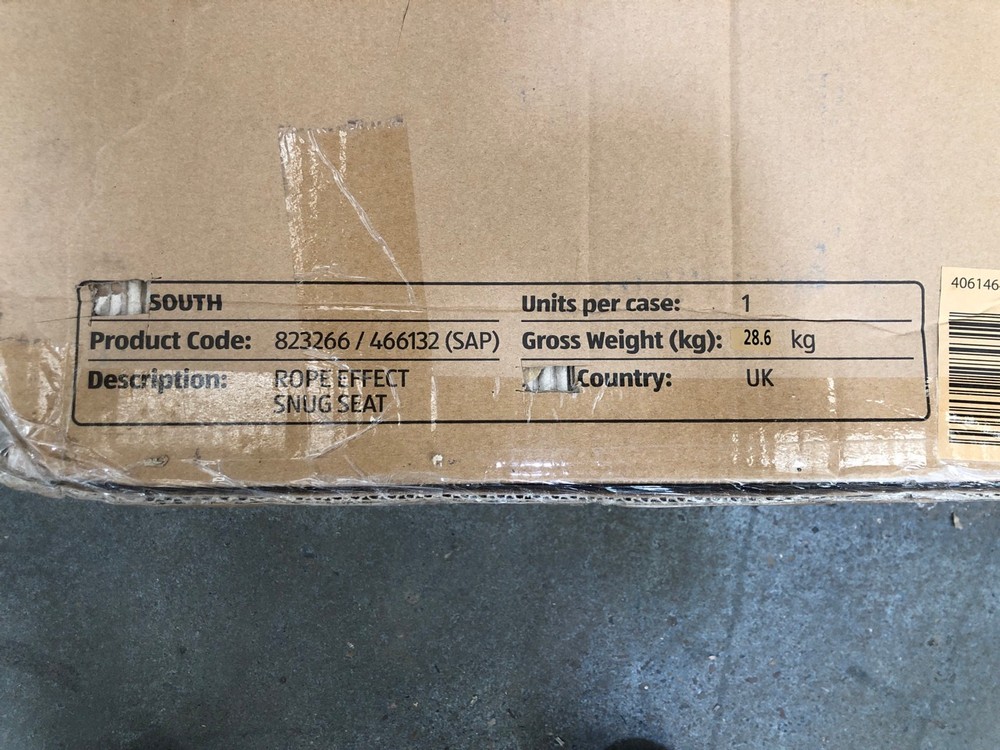 SOUTH
Units per case: 1
Product Code: 823266 / 466132 (SAP)
Gross Weight (kg): 28.6 kg
Description: ROPE EFFECT
SNUG SEAT
Country: UK
406146